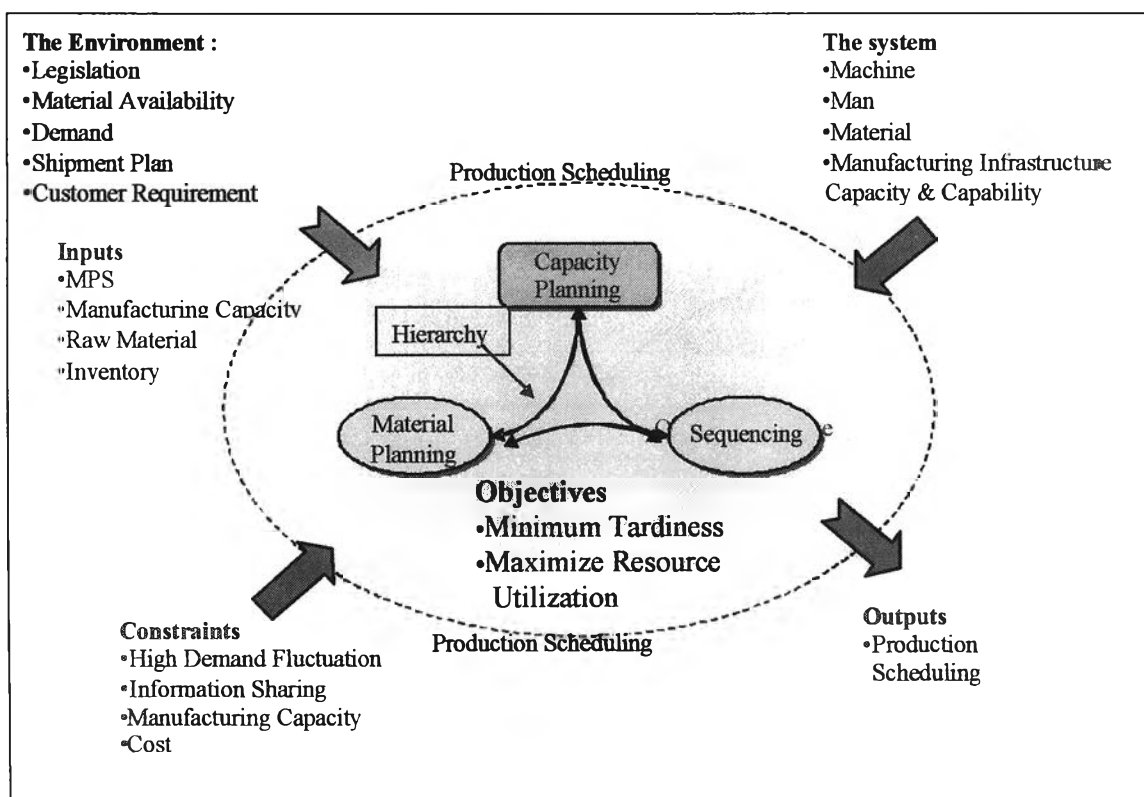 The Environment :
•Legislation
•Material Availability
•Demand
•Shipment Plan
•Customer Requirement
The system
•Machine
•Man
•Material
•Manufacturing Infrastructure
Capacity & Capability
Production Scheduling
Inputs
•MPS
•Manufacturing Capacity
•Raw Material
•Inventory
Capacity
Planning
Hierarchy
Material
Planning
Sequencing
Objectives
•Minimum Tardiness
•Maximize Resource
Utilization
Production Scheduling
Constraints
•High Demand Fluctuation
•Information Sharing
•Manufacturing Capacity
•Cost
Outputs
•Production
Scheduling